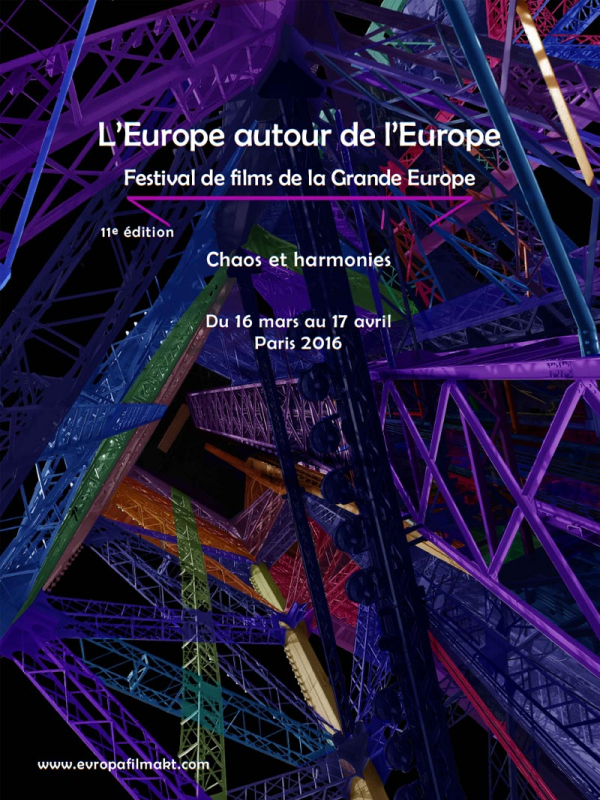 L'Europe autour de l'Europe
Festival de films de la Grande Europe
11e édition
Chaos et harmonies
Du 16 mars au 17 avril
Paris 2016
www.evropafilmakt.com